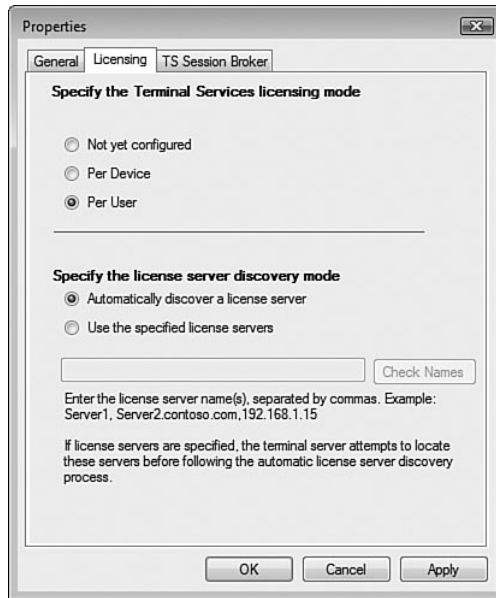 Properties
General Licensing TS Session Broker
Specify the Terminal Services licensing mode
Not yet configured
Per Device
Per User
Specify the license server discovery mode
Automatically discover a license server
Use the specified license servers
Check Names
Enter the license server name(s), separated by commas. Example:
Server1, Server2.contoso.com,192.168.1.15
If license servers are specified, the terminal server attempts to locate
these servers before following the automatic license server discovery
process.
OK Cancel Apply